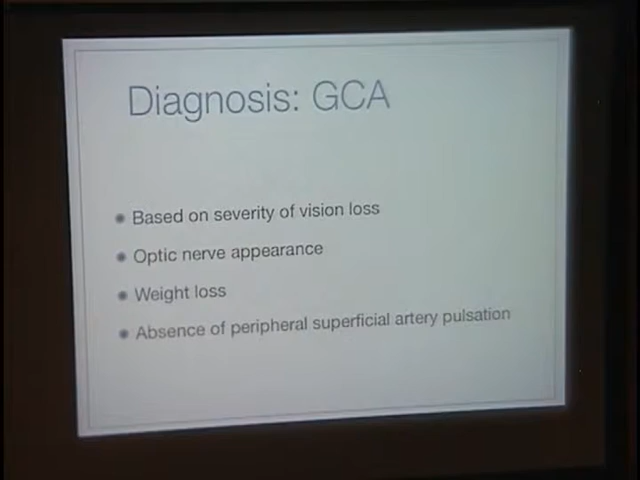 Diagnosis: GCA
Based on severity of vision loss
Optic nerve appearance
Weight loss
Absence of peripheral superficial artery pulsation